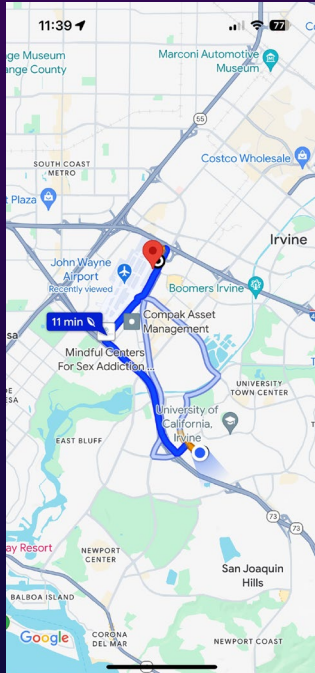 11:39
77
ge Museum
ange County
Marconi Automotive
Museum
55
SOUTH COAST
METRO
Costco Wholesale
t Plaza
Irvine
John Wayne
Airport
Recently viewed
Boomers Irvine
11 min
Compak Asset
Management
sa
Mindful Centers
For Sex Addiction ...
UNIVERSITY
TOWN CENTER
ESA
University of
California,
Irvine
EAST BLUFF
73
73
ay Resort
NEWPORT
CENTER
San Joaquin
Hills
BALBOA ISLAND
Google
CORONA
DEL MAR
NEWPORT COAST